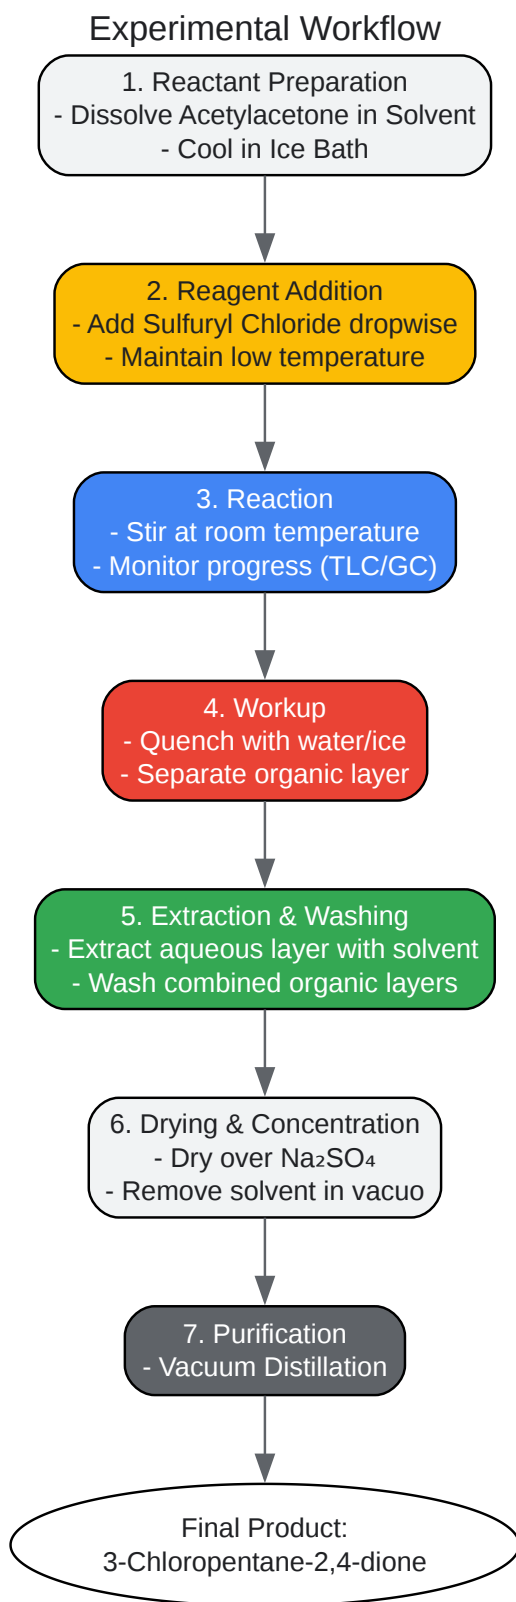 Experimental Workflow
1. Reactant Preparation
- Dissolve Acetylacetone in Solvent
- Cool in Ice Bath
2. Reagent Addition
- Add Sulfuryl Chloride dropwise
- Maintain low temperature
3. Reaction
- Stir at room temperature
- Monitor progress (TLC/GC)
4. Workup
- Quench with water/ice
- Separate organic layer
5. Extraction & Washing
- Extract aqueous layer with solvent
- Wash combined organic layers
6. Drying & Concentration
- Dry over Na₂SO₄
- Remove solvent in vacuo
7. Purification
- Vacuum Distillation
Final Product:
3-Chloropentane-2,4-dione